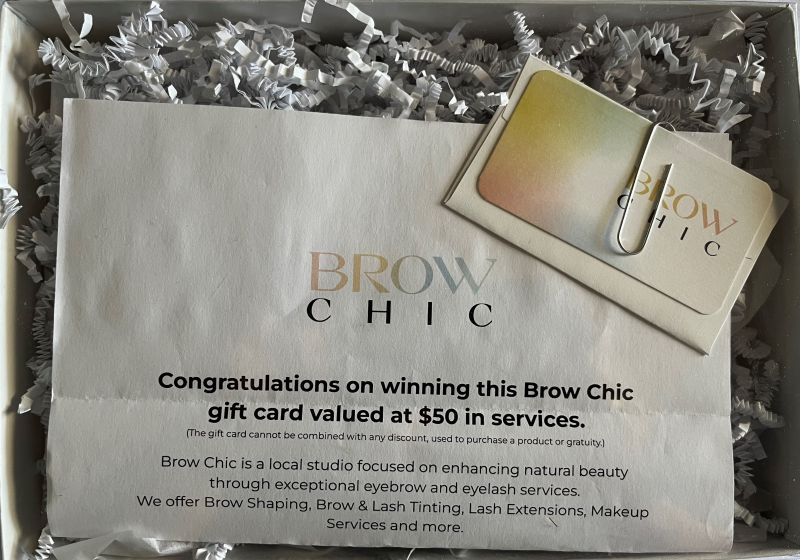 BROW
CHIC
BROW
CHIC
Congratulations on winning this Brow Chic
gift card valued at $50 in services.
(The gift card cannot be combined with any discount, used to purchase a product or gratuity.)
Brow Chic is a local studio focused on enhancing natural beauty
through exceptional eyebrow and eyelash services.
We offer Brow Shaping, Brow & Lash Tinting, Lash Extensions, Makeup
Services and more.